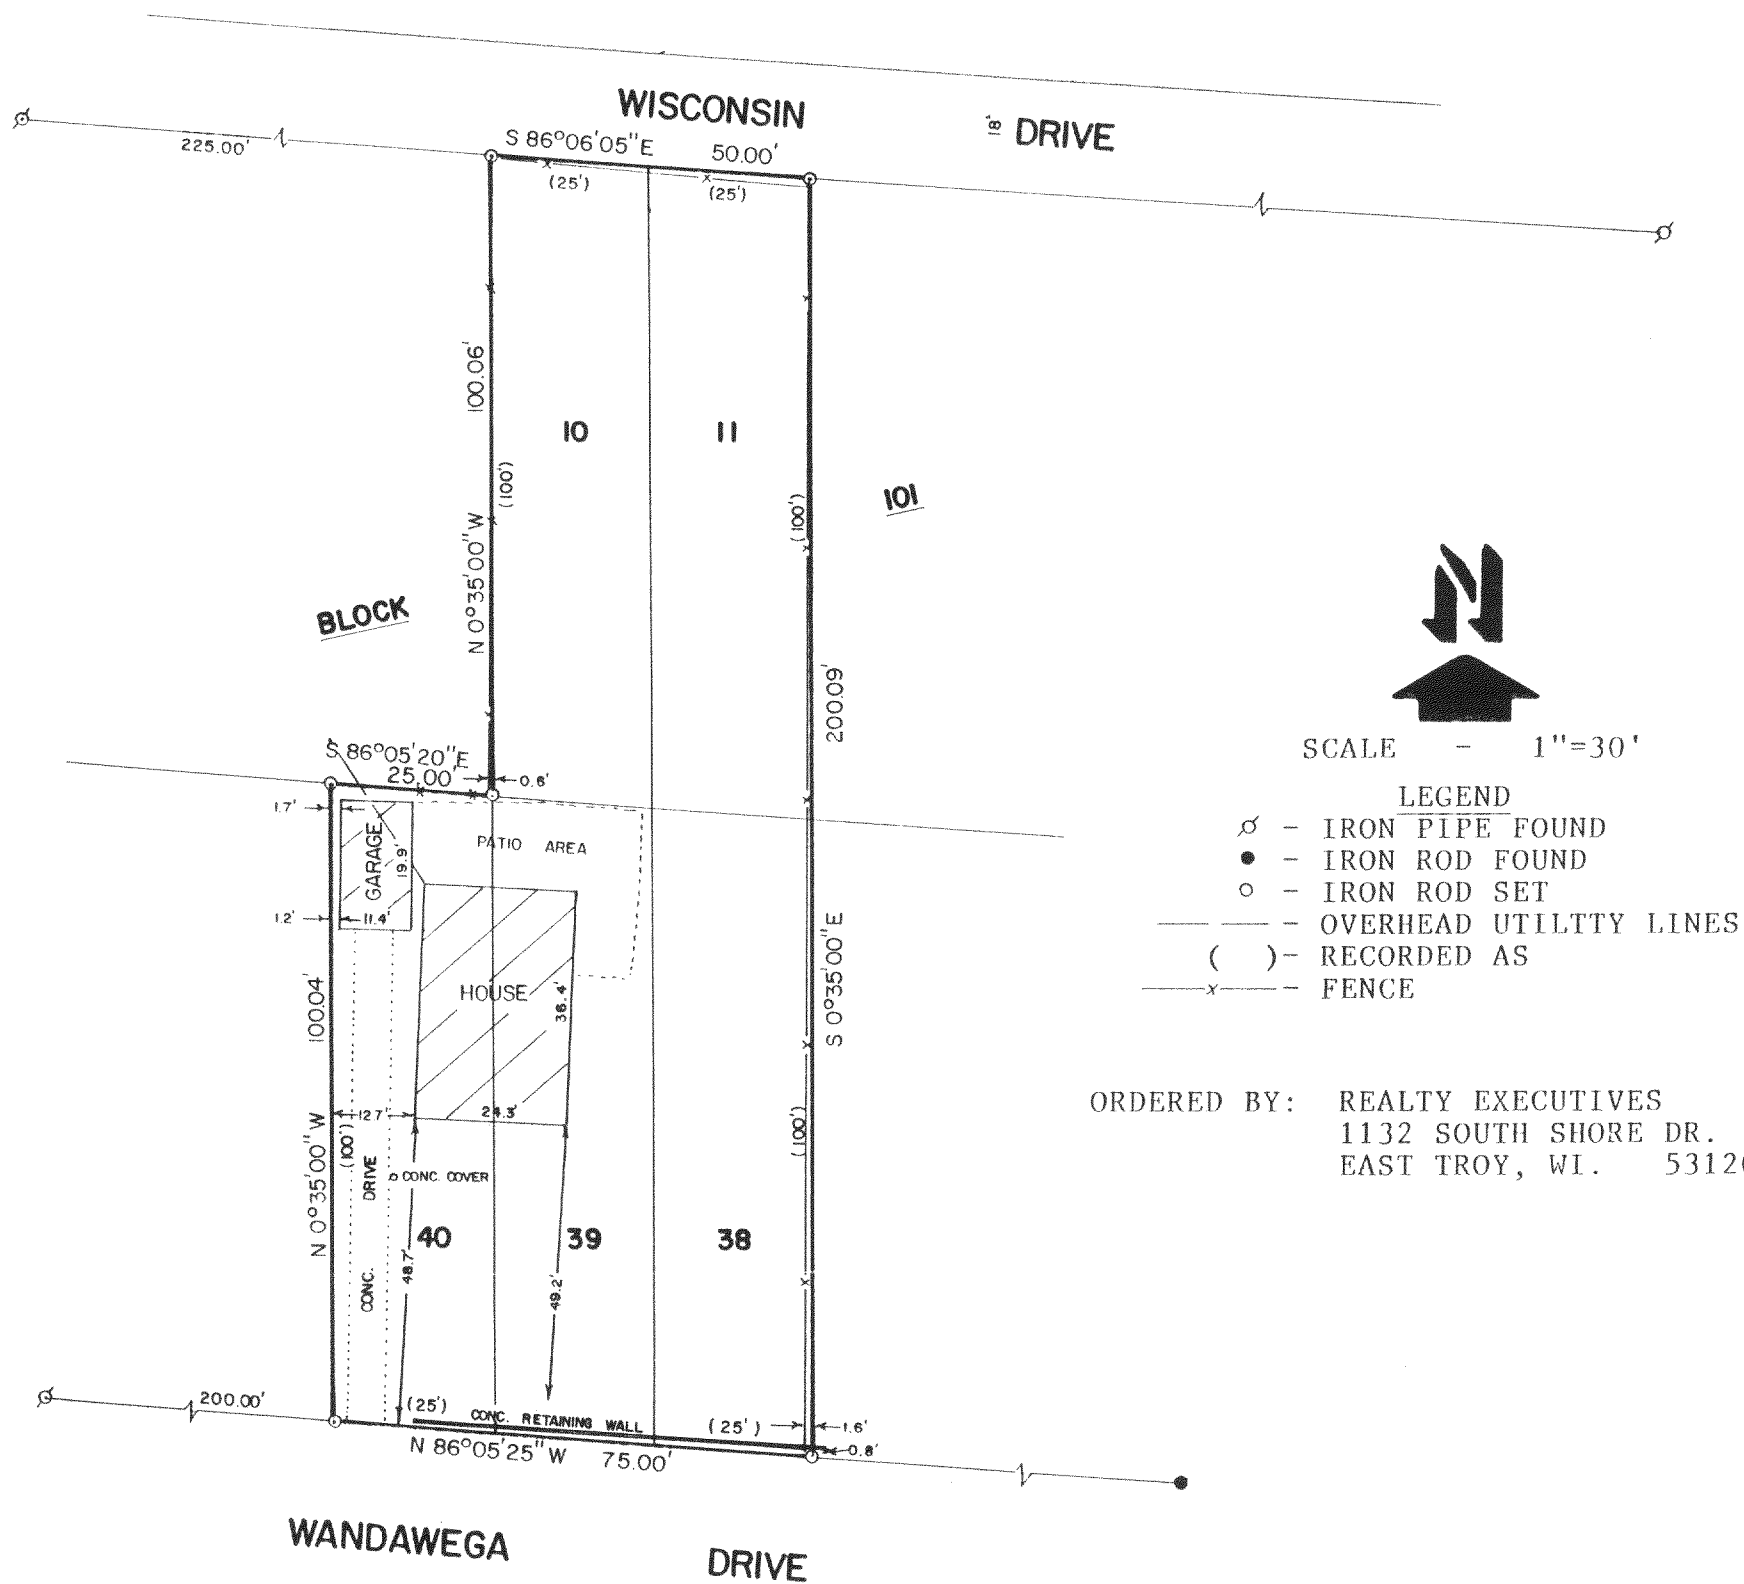 WISCONSIN
18' DRIVE
S 86°06'05"E 50.00'
225.00'
(25')
(25')
100.06'
(100')
N 0°35'00" W
10
11
(100')
101
BLOCK
200.09'
S 0°35'00"E
S 86°05'20"E
25.00'
0.6'
1.7'
GARAGE
19.9'
PATIO AREA
1.2'
11.4'
HOUSE
36.4'
100.04'
N 0°35'00" W
12.7'
24.3'
(100')
(100')
CONC. DRIVE
CONC. COVER
40
39
38
48.7'
49.2'
200.00'
(25')
CONC. RETAINING WALL
(25')
1.6'
0.8'
N 86°05'25"W 75.00'
WANDAWEGA
DRIVE
N
SCALE - 1"=30'
LEGEND
- IRON PIPE FOUND
- IRON ROD FOUND
- IRON ROD SET
- OVERHEAD UTILTTY LINES
( ) - RECORDED AS
x - FENCE
ORDERED BY: REALTY EXECUTIVES
1132 SOUTH SHORE DR.
EAST TROY, WI.